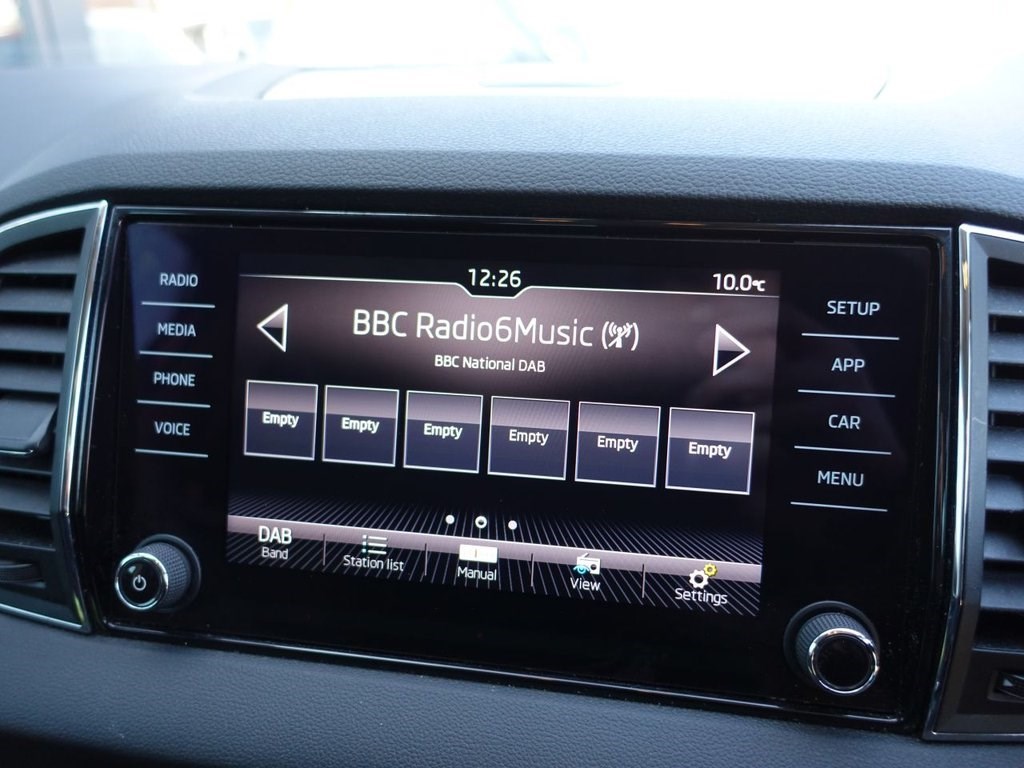 12:26
10.0°C
RADIO
MEDIA
PHONE
VOICE
BBC Radio6Music
BBC National DAB
Empty Empty Empty Empty Empty Empty
DAB
Band
Station list
Manual
View
Settings
SETUP
APP
CAR
MENU